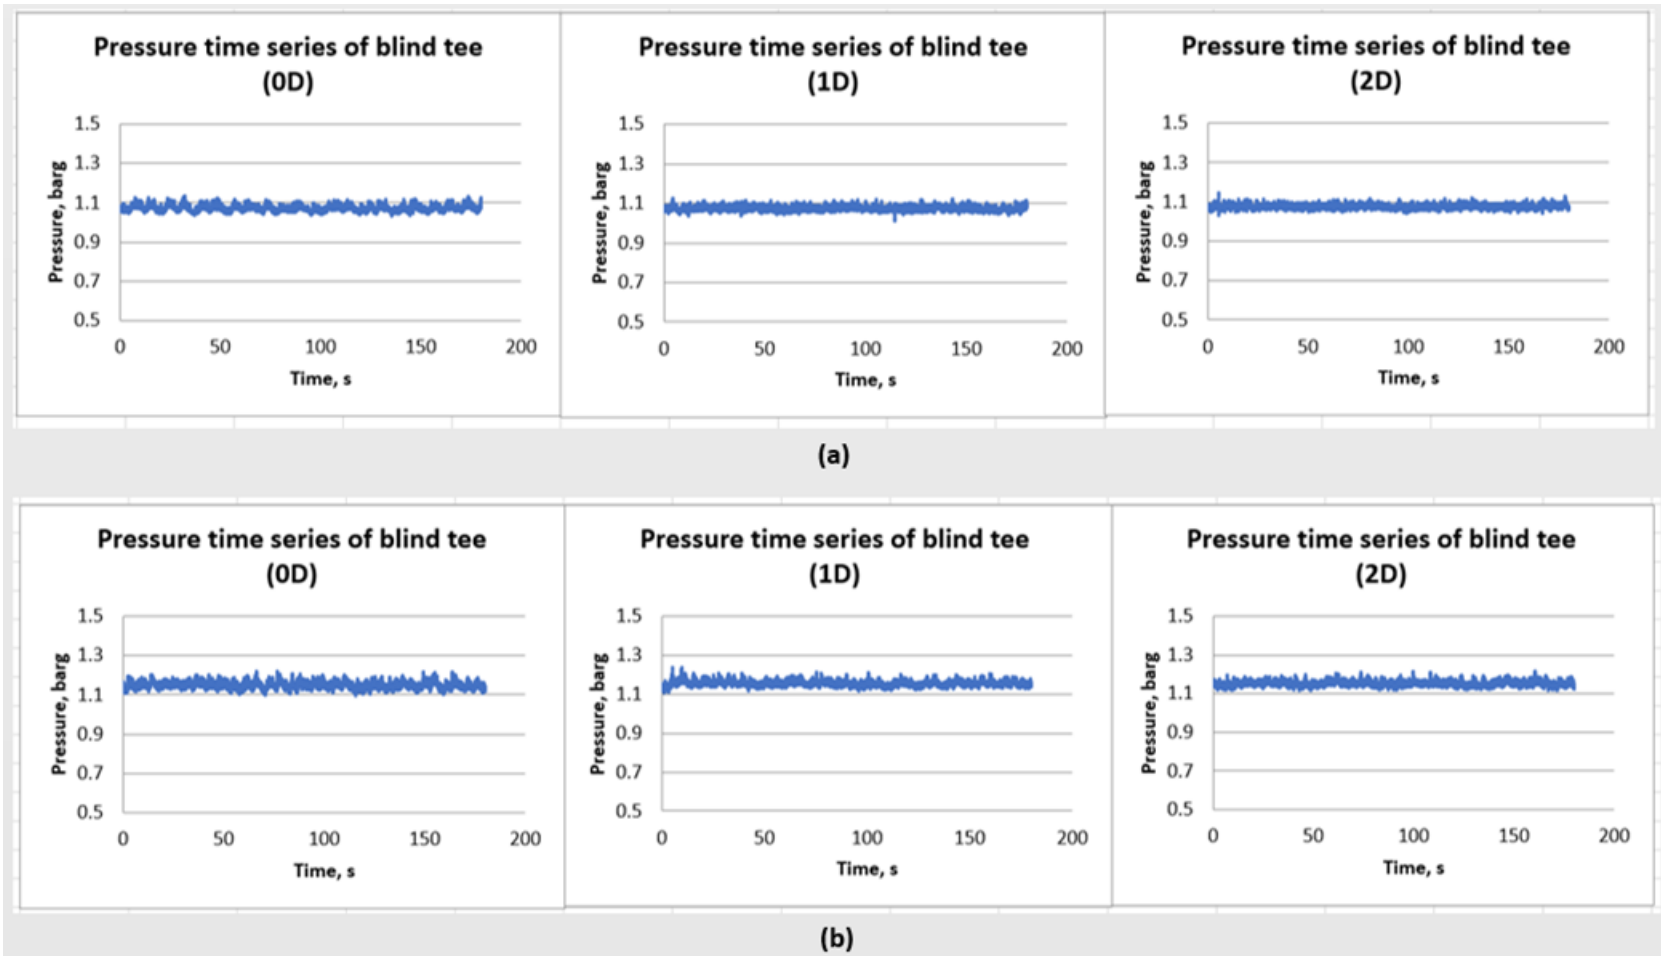 Pressure time series of blind tee
(0D)
1.5
1.3
1.1
0.9
0.7
0.5
Pressure, barg
0 50 100 150 200
Time, s
Pressure time series of blind tee
(1D)
1.5
1.3
1.1
0.9
0.7
0.5
Pressure, barg
0 50 100 150 200
Time, s
Pressure time series of blind tee
(2D)
1.5
1.3
1.1
0.9
0.7
0.5
Pressure, barg
0 50 100 150 200
Time, s
(a)
Pressure time series of blind tee
(0D)
1.5
1.3
1.1
0.9
0.7
0.5
Pressure, barg
0 50 100 150 200
Time, s
Pressure time series of blind tee
(1D)
1.5
1.3
1.1
0.9
0.7
0.5
Pressure, barg
0 50 100 150 200
Time, s
Pressure time series of blind tee
(2D)
1.5
1.3
1.1
0.9
0.7
0.5
Pressure, barg
0 50 100 150 200
Time, s
(b)